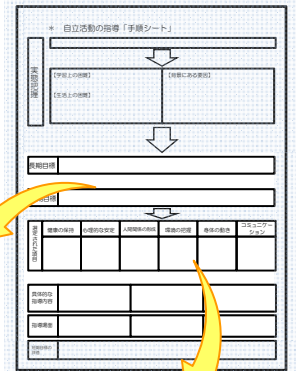 * 自立活動の指導「手順シート」
実態把握
【学習上の困難】
【背景にある要因】
【生活上の困難】
長期目標
期目標
健康の保持
心理的な安定
人間関係の形成
環境の把握
身体の動き
コミュニケー
ション
具体的な
指導内容
指導場面